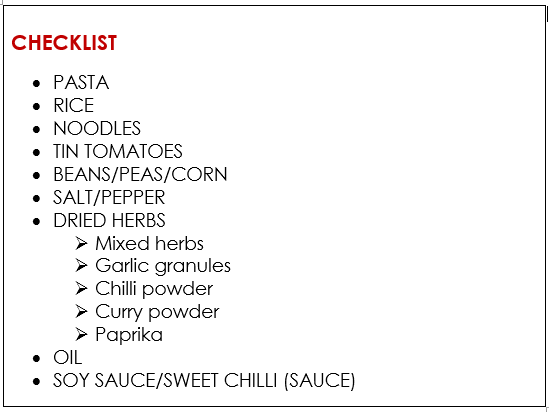 CHECKLIST
• PASTA
• RICE
• NOODLES
• TIN TOMATOES
• BEANS/PEAS/CORN
• SALT/PEPPER
• DRIED HERBS
➢ Mixed herbs
➢ Garlic granules
➢ Chilli powder
➢ Curry powder
➢ Paprika
• OIL
• SOY SAUCE/SWEET CHILLI (SAUCE)